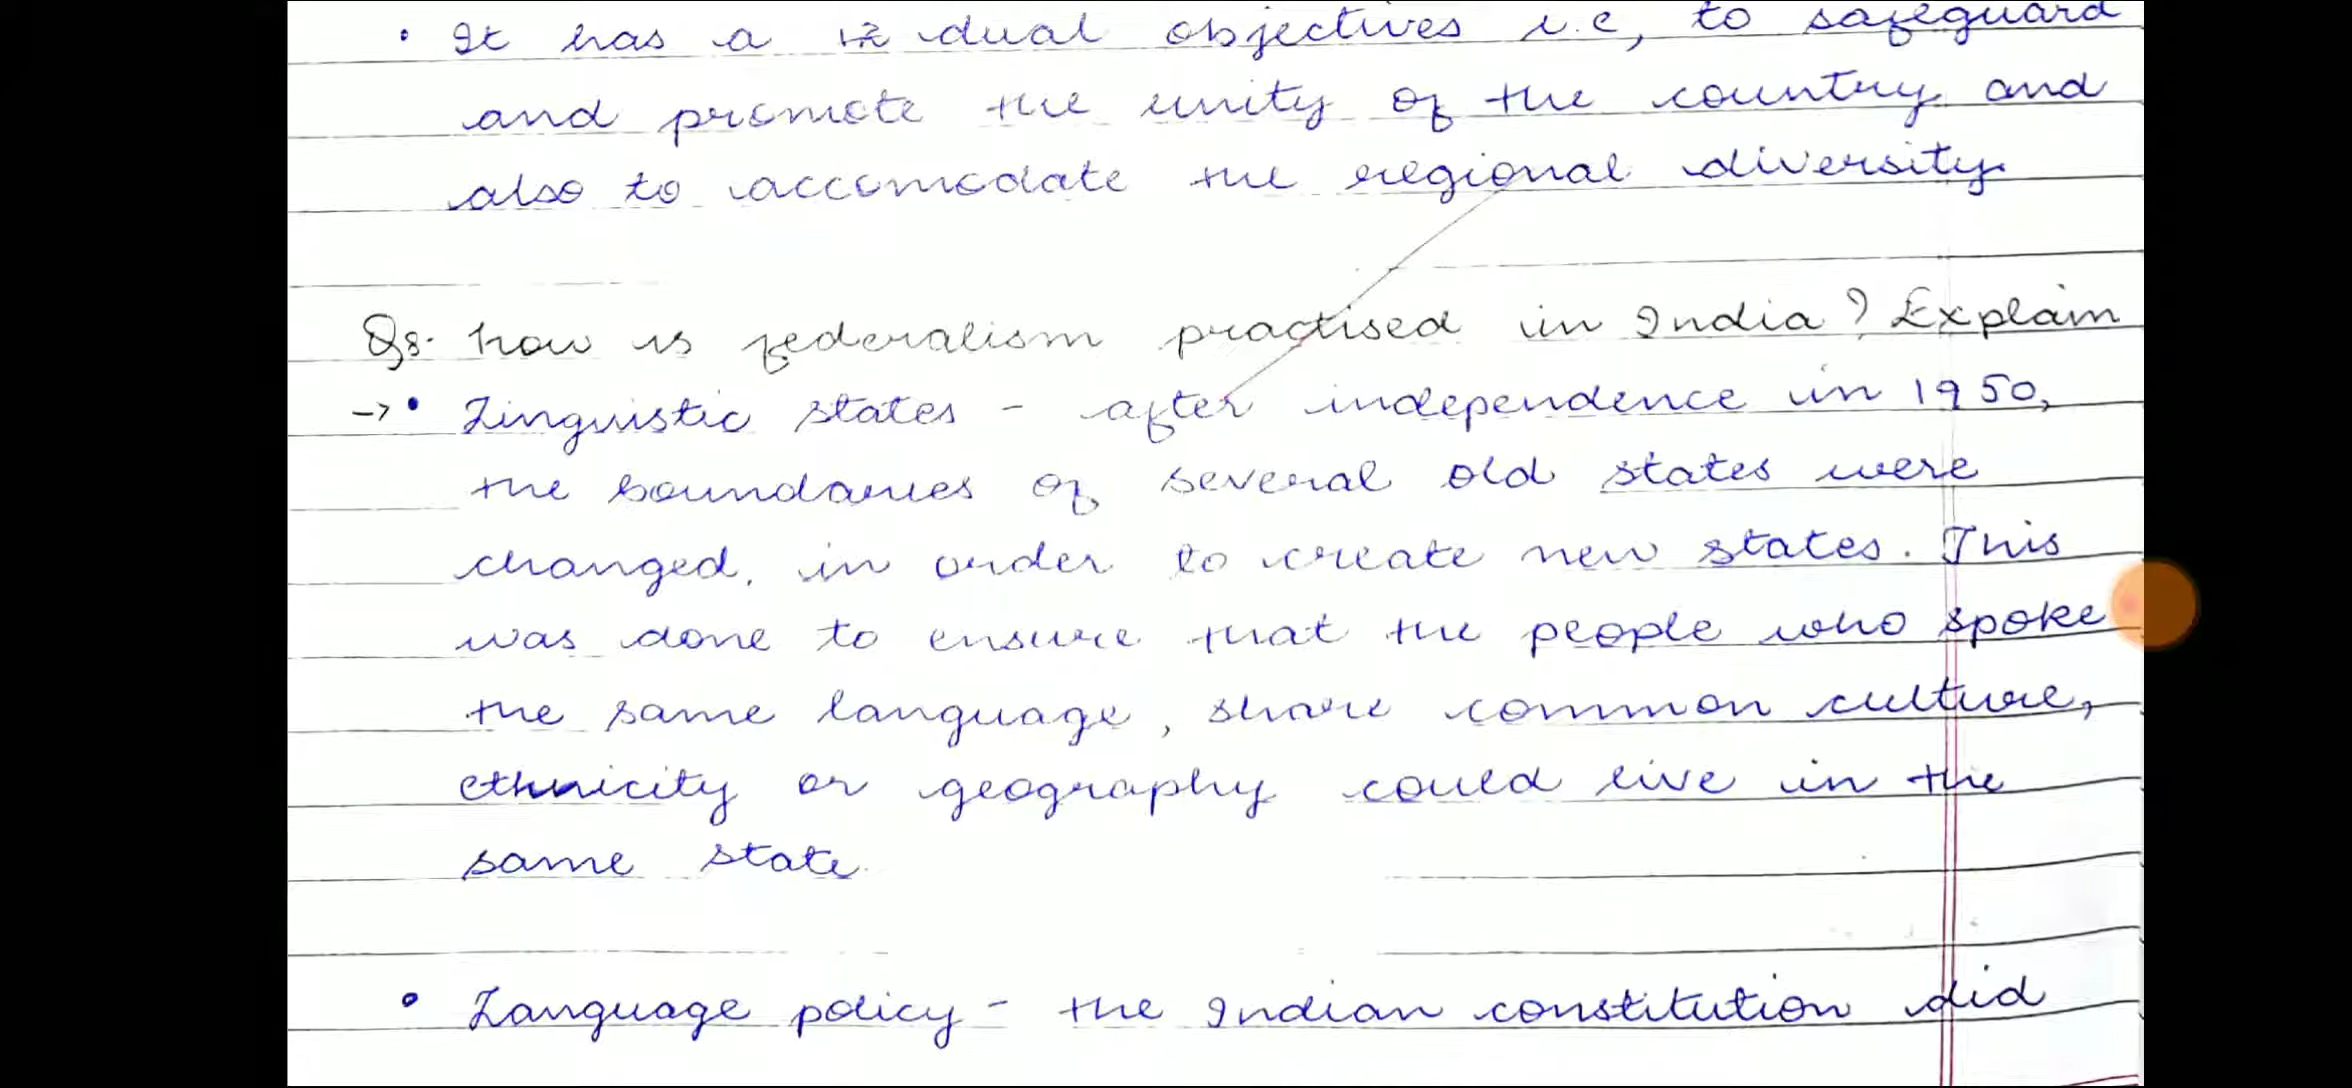 • It has a dual objectives i.e, to safeguard
and promote the unity of the country and
also to accomodate the regional diversity.
Q8. how is federalism practised in India? Explain
→ • Linguistic states - after independence in 1950,
the boundaries of several old states were
changed, in order to create new states. This
was done to ensure that the people who spoke
the same language, share common culture,
ethnicity or geography could live in the
same state.
• Language policy - the Indian constitution did